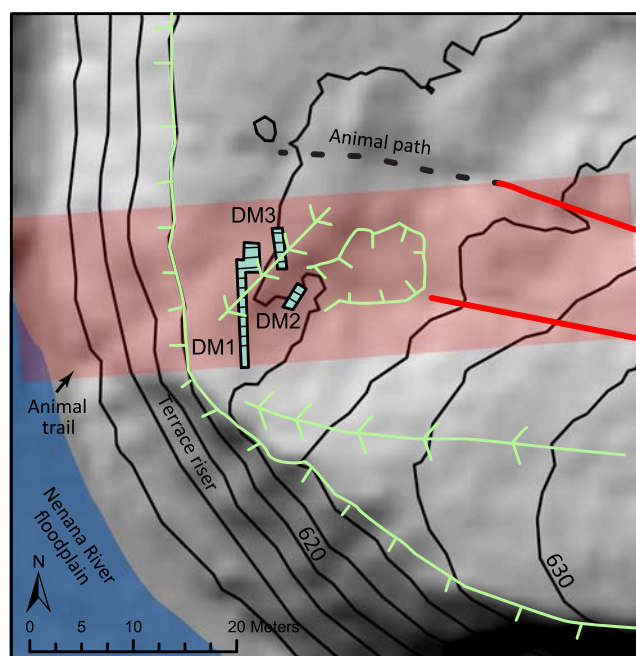 Animal path
DM3
DM2
DM1
Animal
trail
Terrace riser
Nenana River
floodplain
620
630
N
0 5 10 20 Meters